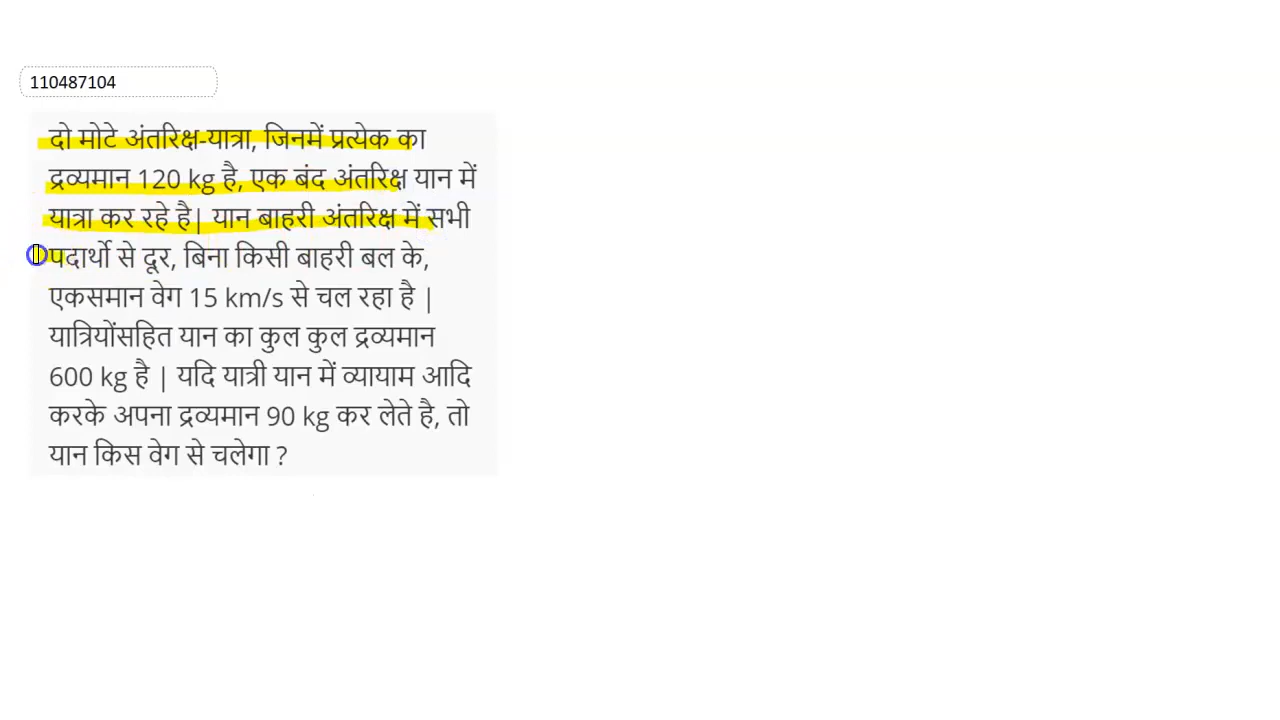 110487104
दो मोटे अंतरिक्ष-यात्रा, जिनमें प्रत्येक का
द्रव्यमान 120 kg है, एक बंद अंतरिक्ष यान में
यात्रा कर रहे है| यान बाहरी अंतरिक्ष में सभी
पदार्थो से दूर, बिना किसी बाहरी बल के,
एकसमान वेग 15 km/s से चल रहा है |
यात्रियोंसहित यान का कुल कुल द्रव्यमान
600 kg है | यदि यात्री यान में व्यायाम आदि
करके अपना द्रव्यमान 90 kg कर लेते है, तो
यान किस वेग से चलेगा ?